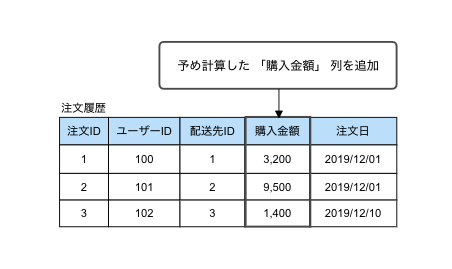 予め計算した 「購入金額」 列を追加
注文履歴
注文ID ユーザーID 配送先ID 購入金額 注文日
1 100 1 3,200 2019/12/01
2 101 2 9,500 2019/12/01
3 102 3 1,400 2019/12/10